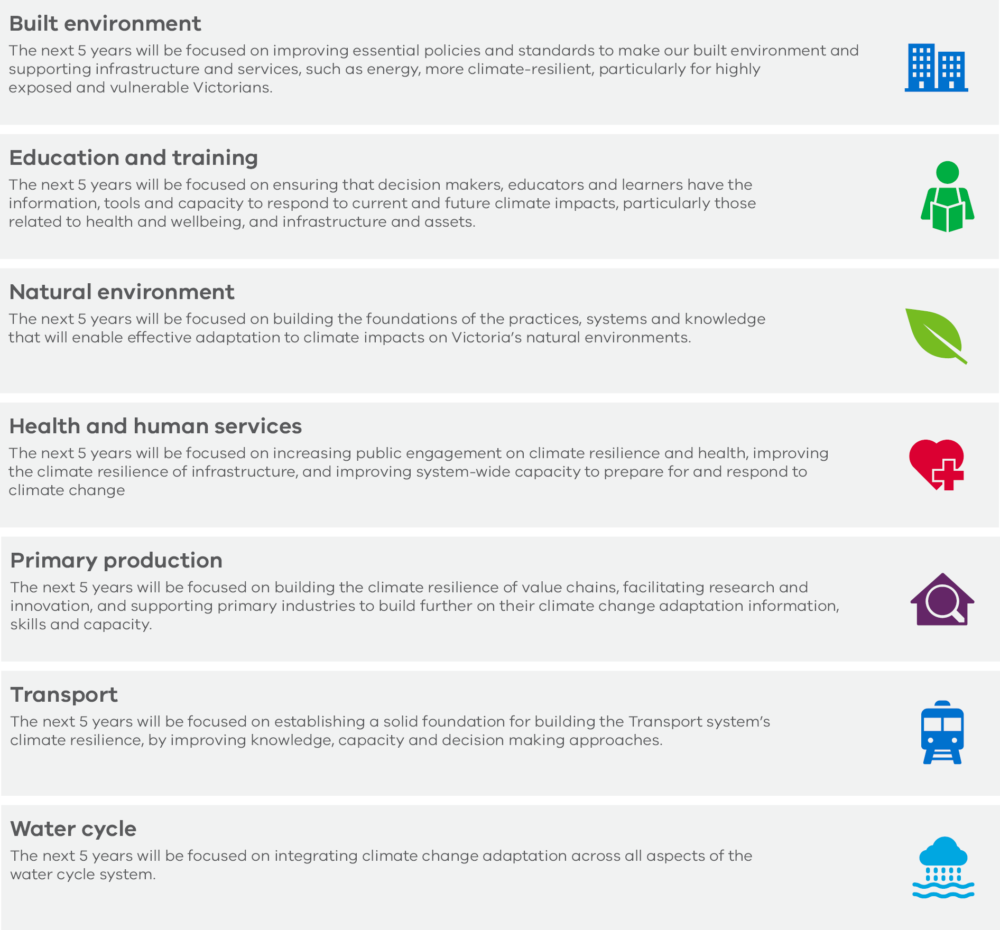 Built environment
The next 5 years will be focused on improving essential policies and standards to make our built environment and
supporting infrastructure and services, such as energy, more climate-resilient, particularly for highly
exposed and vulnerable Victorians.
Education and training
The next 5 years will be focused on ensuring that decision makers, educators and learners have the
information, tools and capacity to respond to current and future climate impacts, particularly those
related to health and wellbeing, and infrastructure and assets.
Natural environment
The next 5 years will be focused on building the foundations of the practices, systems and knowledge
that will enable effective adaptation to climate impacts on Victoria’s natural environments.
Health and human services
The next 5 years will be focused on increasing public engagement on climate resilience and health, improving
the climate resilience of infrastructure, and improving system-wide capacity to prepare for and respond to
climate change
Primary production
The next 5 years will be focused on building the climate resilience of value chains, facilitating research and
innovation, and supporting primary industries to build further on their climate change adaptation information,
skills and capacity.
Transport
The next 5 years will be focused on establishing a solid foundation for building the Transport system’s
climate resilience, by improving knowledge, capacity and decision making approaches.
Water cycle
The next 5 years will be focused on integrating climate change adaptation across all aspects of the
water cycle system.